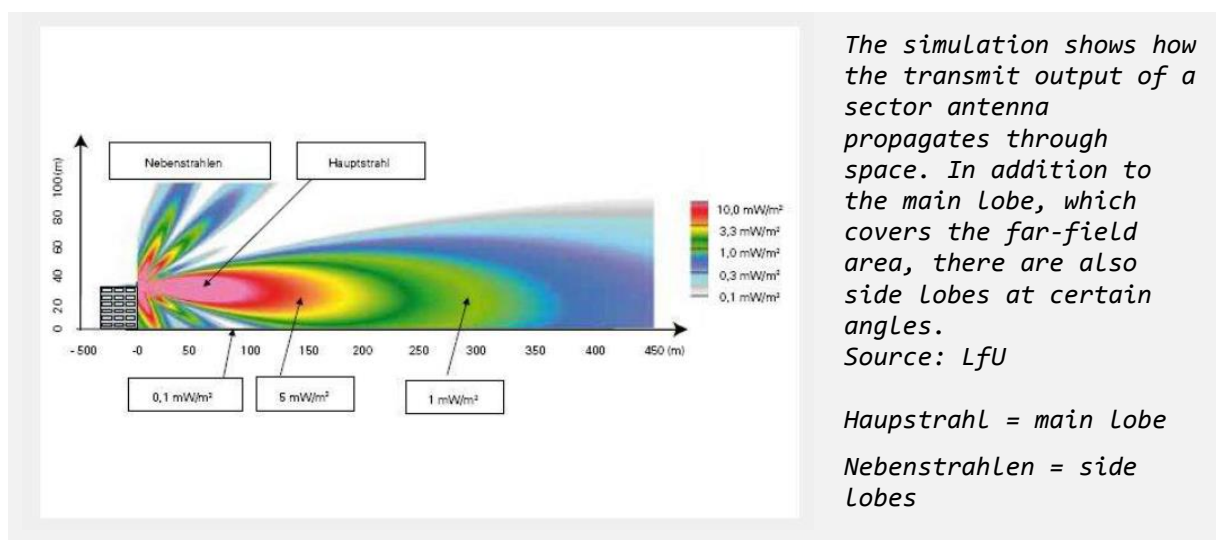 Nebenstrahlen
Hauptstrahl
100 (m)
80
60
40
20
0
10,0 mW/m²
3,3 mW/m²
1,0 mW/m²
0,3 mW/m²
0,1 mW/m²
- 500 -0 50 100 150 200 250 300 350 400 450 (m)
0,1 mW/m²
5 mW/m²
1 mW/m²
The simulation shows how
the transmit output of a
sector antenna
propagates through
space. In addition to
the main lobe, which
covers the far-field
area, there are also
side lobes at certain
angles.
Source: LfU
Haupstrahl = main lobe
Nebenstrahlen = side
lobes